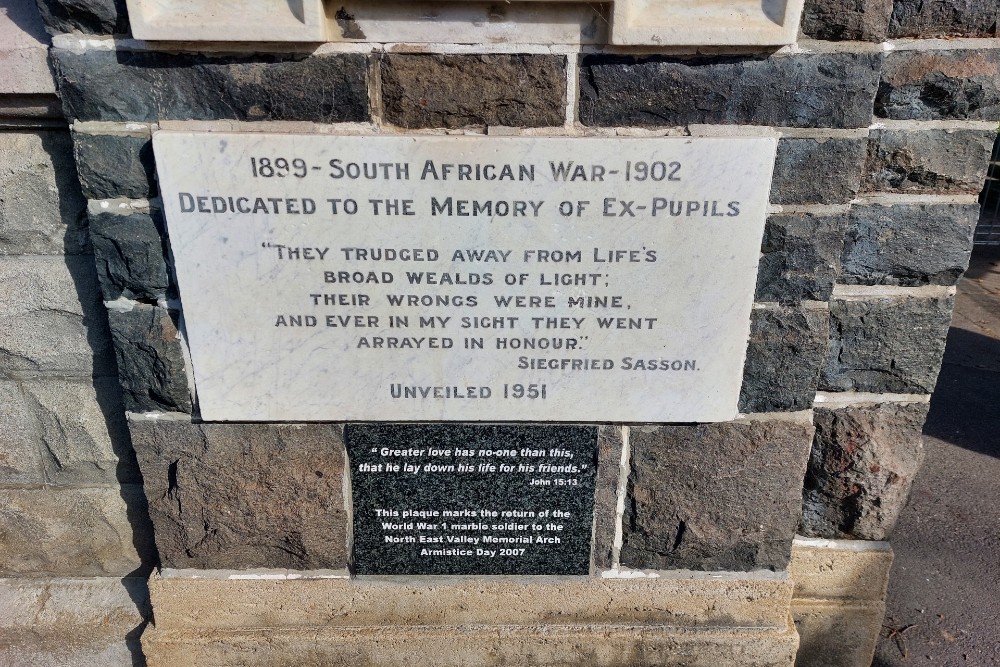 1899-South African War-1902
Dedicated to the Memory of Ex-Pupils
"They trudged away from Life's
broad wealds of light;
their wrongs were mine,
and ever in my sight they went
arrayed in honour."
Siegfried Sasson.
Unveiled 1951
"Greater love has no-one than this,
that he lay down his life for his friends."
John 15:13
This plaque marks the return of the
World War 1 marble soldier to the
North East Valley Memorial Arch
Armistice Day 2007